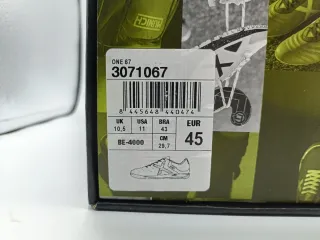 ONE 67
3071067
8 445648 440474
UK USA BRA EUR
10,5 11 43 45
BE-4000 CM
29,7